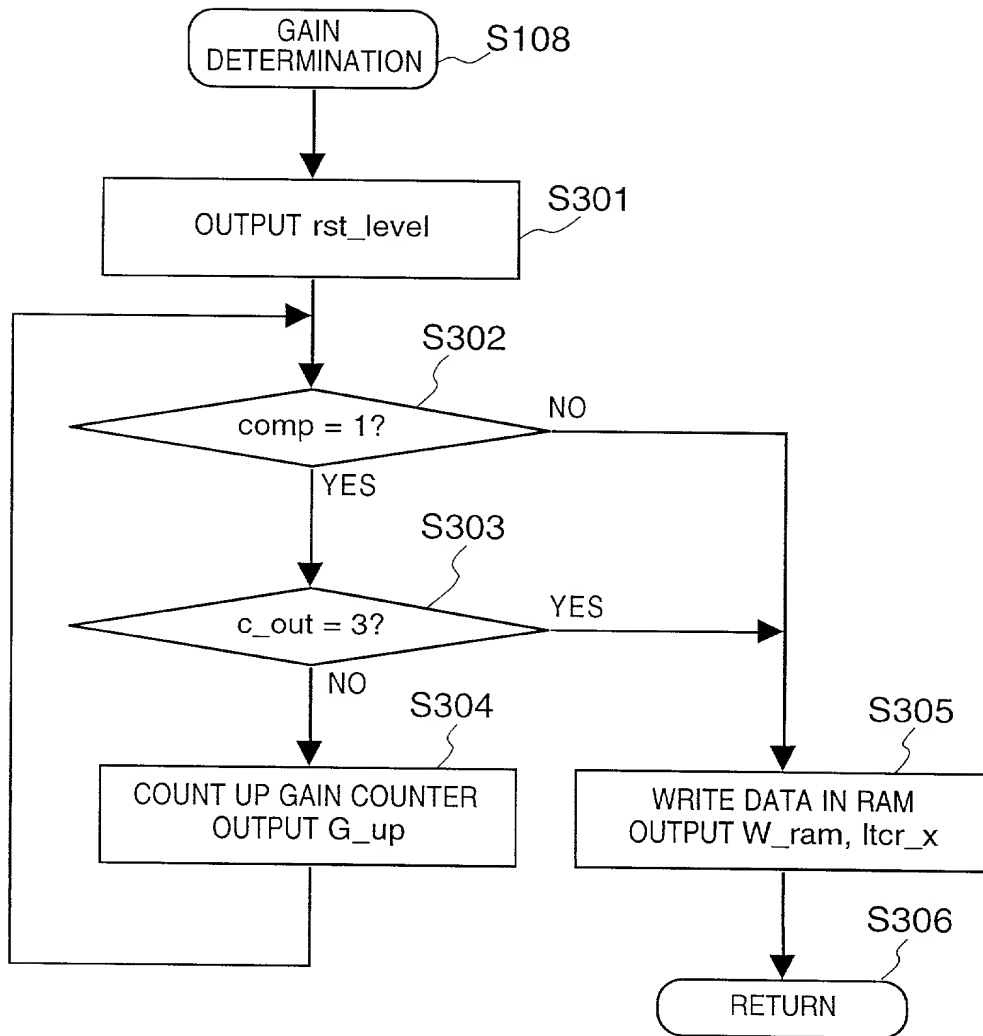 GAIN
DETERMINATION
S108
S301
OUTPUT rst_level
S302
comp = 1?
NO
YES
S303
c_out = 3?
YES
NO
S304
COUNT UP GAIN COUNTER
OUTPUT G_up
S305
WRITE DATA IN RAM
OUTPUT W_ram, ltcr_x
S306
RETURN